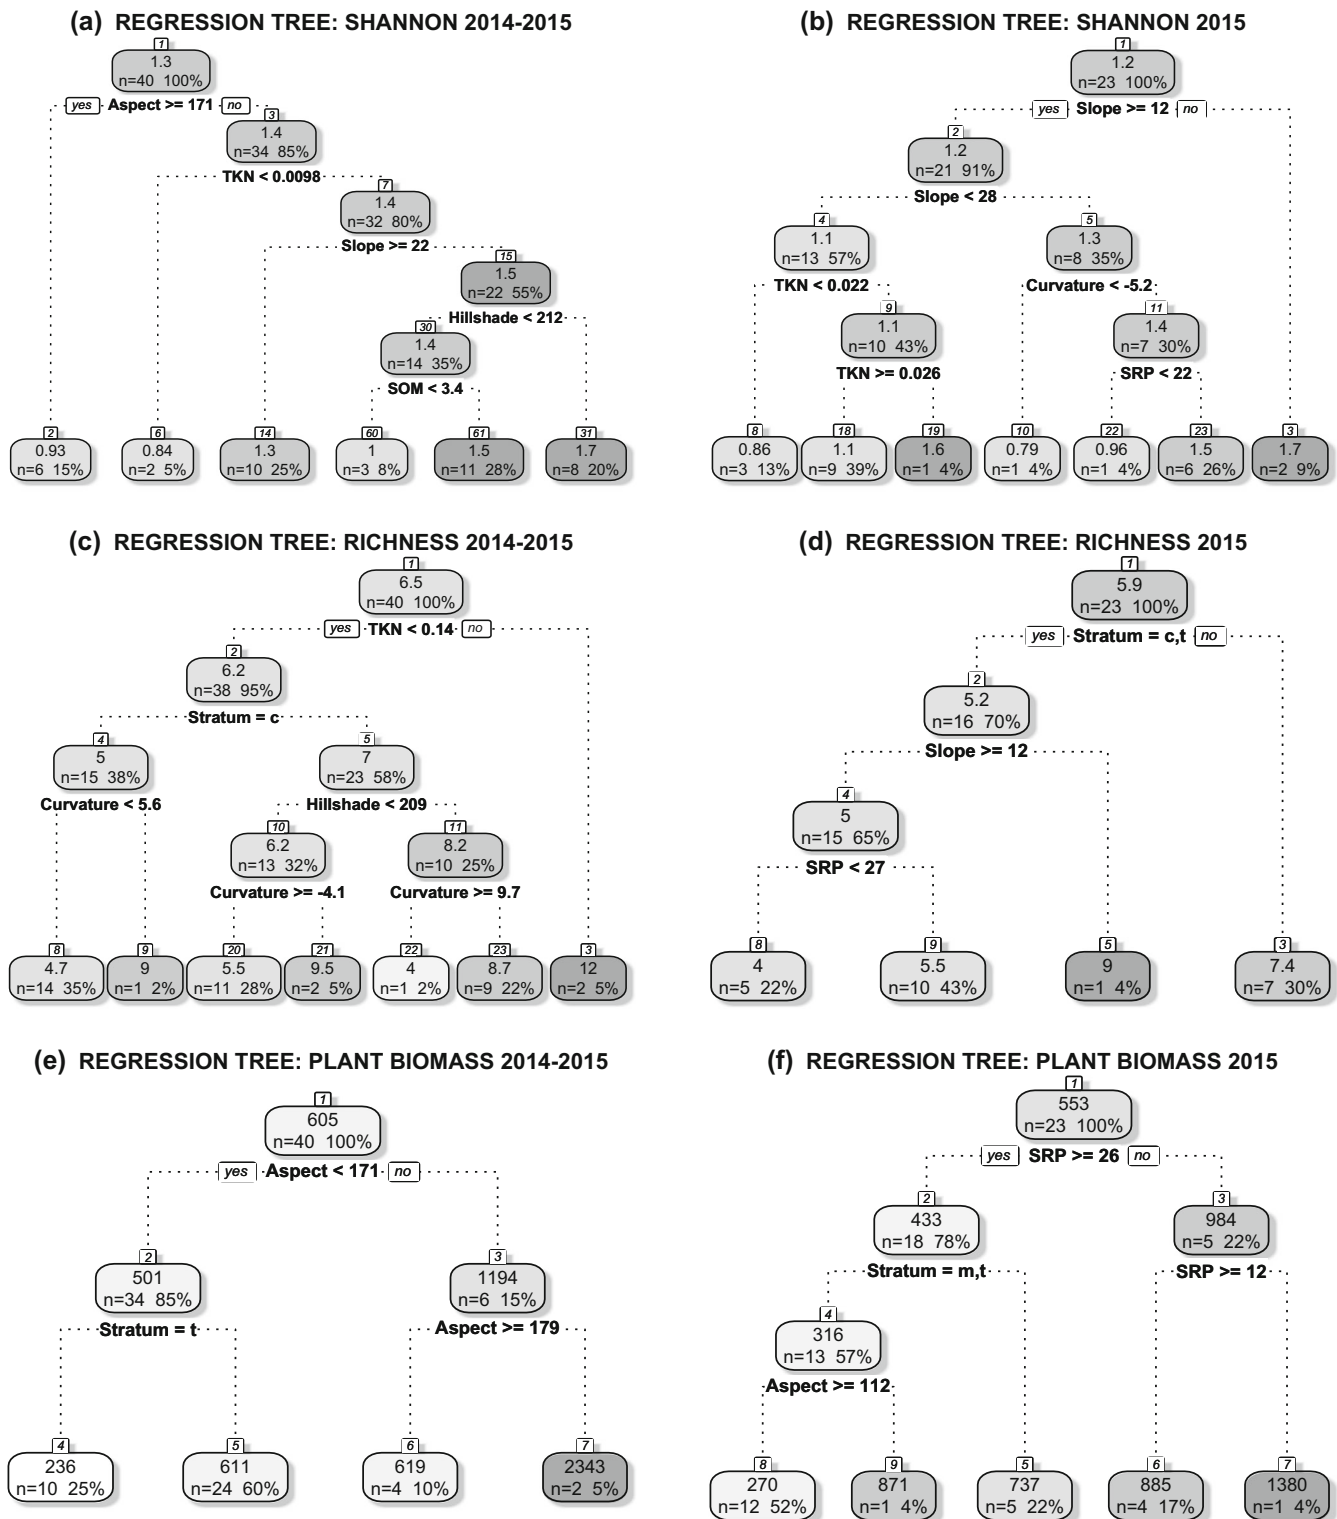 (a) REGRESSION TREE: SHANNON 2014-2015
1
1.3
n=40 100%
yes Aspect >= 171 no
3
1.4
n=34 85%
TKN < 0.0098
7
1.4
n=32 80%
Slope >= 22
15
1.5
n=22 55%
Hillshade < 212
30
1.4
n=14 35%
SOM < 3.4
2 6 14 60 61 31
0.93 0.84 1.3 1 1.5 1.7
n=6 15% n=2 5% n=10 25% n=3 8% n=11 28% n=8 20%
(b) REGRESSION TREE: SHANNON 2015
1
1.2
n=23 100%
yes Slope >= 12 no
2
1.2
n=21 91%
Slope < 28
4 5
1.1 1.3
n=13 57% n=8 35%
TKN < 0.022 Curvature < -5.2
9 11
1.1 1.4
n=10 43% n=7 30%
TKN >= 0.026 SRP < 22
8 18 19 10 22 23 3
0.86 1.1 1.6 0.79 0.96 1.5 1.7
n=3 13% n=9 39% n=1 4% n=1 4% n=1 4% n=6 26% n=2 9%
(c) REGRESSION TREE: RICHNESS 2014-2015
1
6.5
n=40 100%
yes TKN < 0.14 no
2
6.2
n=38 95%
Stratum = c
4 5
5 7
n=15 38% n=23 58%
Curvature < 5.6 Hillshade < 209
10 11
6.2 8.2
n=13 32% n=10 25%
Curvature >= -4.1 Curvature >= 9.7
8 9 20 21 22 23 3
4.7 9 5.5 9.5 4 8.7 12
n=14 35% n=1 2% n=11 28% n=2 5% n=1 2% n=9 22% n=2 5%
(d) REGRESSION TREE: RICHNESS 2015
1
5.9
n=23 100%
yes Stratum = c,t no
2
5.2
n=16 70%
Slope >= 12
4
5
n=15 65%
SRP < 27
8 9 5 3
4 5.5 9 7.4
n=5 22% n=10 43% n=1 4% n=7 30%
(e) REGRESSION TREE: PLANT BIOMASS 2014-2015
1
605
n=40 100%
yes Aspect < 171 no
2 3
501 1194
n=34 85% n=6 15%
Stratum = t Aspect >= 179
4 5 6 7
236 611 619 2343
n=10 25% n=24 60% n=4 10% n=2 5%
(f) REGRESSION TREE: PLANT BIOMASS 2015
1
553
n=23 100%
yes SRP >= 26 no
2 3
433 984
n=18 78% n=5 22%
Stratum = m,t SRP >= 12
4
316
n=13 57%
Aspect >= 112
8 9 5 6 7
270 871 737 885 1380
n=12 52% n=1 4% n=5 22% n=4 17% n=1 4%